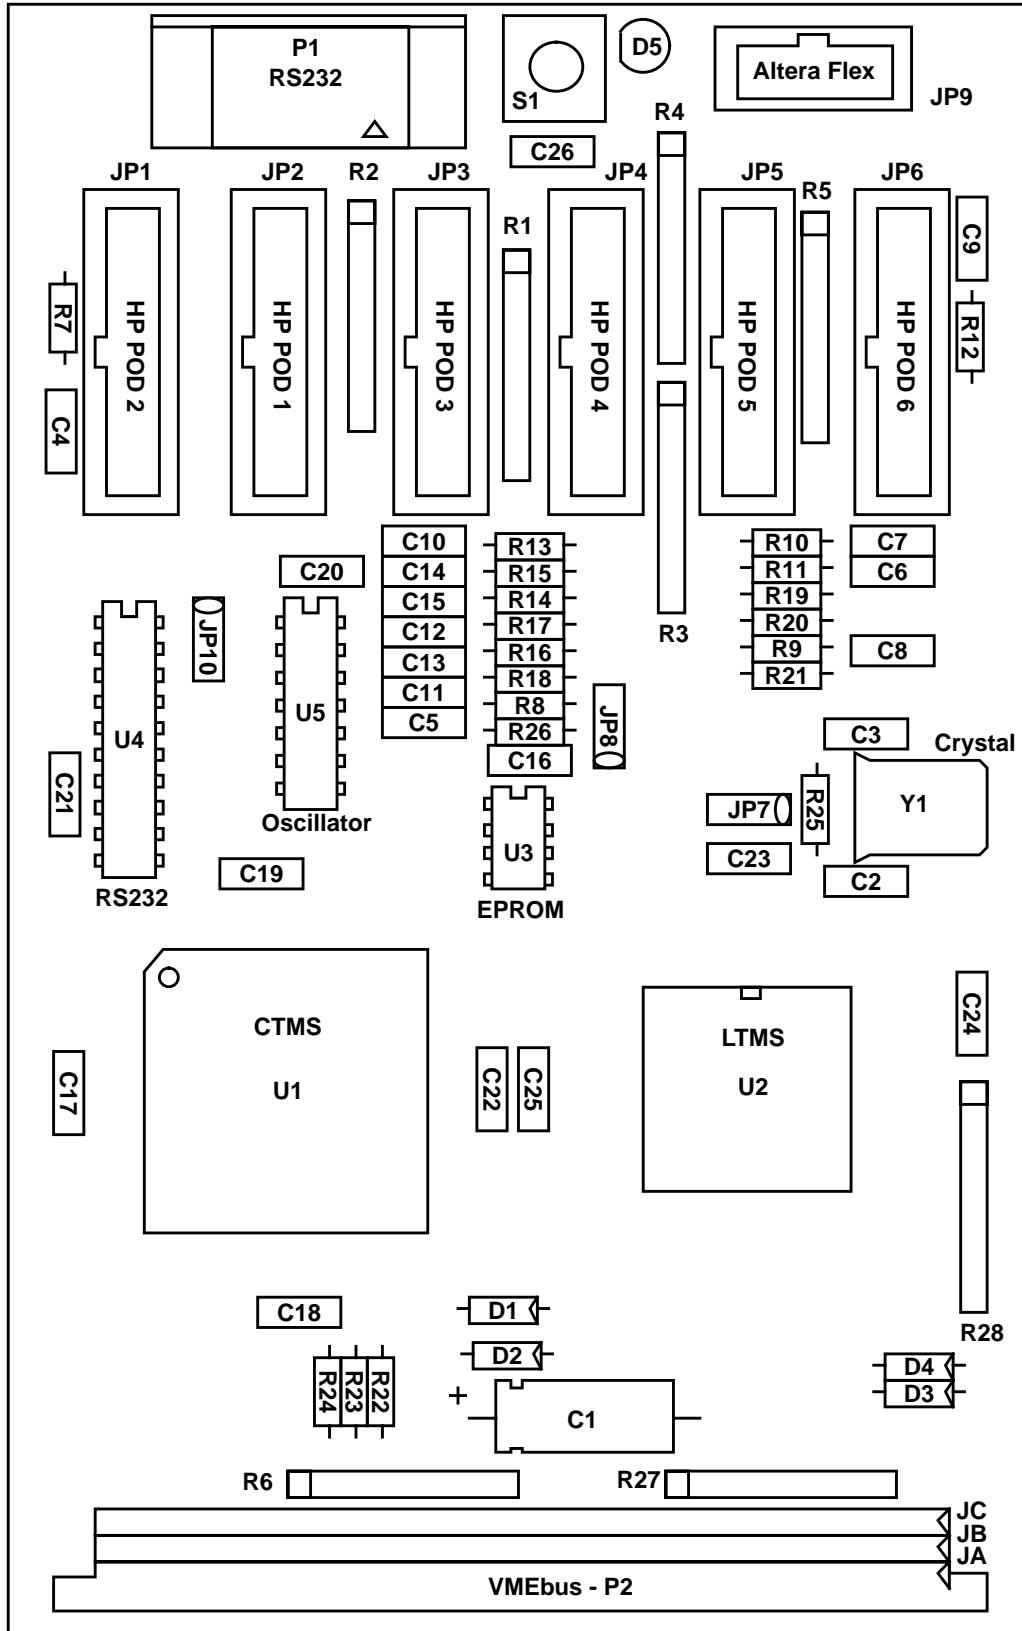 P1
RS232
S1
D5
Altera Flex
JP9
R4
C26
JP1
JP2
R2
JP3
JP4
JP5
R5
JP6
R1
C9
R7
HP POD 2
HP POD 1
HP POD 3
HP POD 4
HP POD 5
HP POD 6
R12
C4
C10
C14
C15
C12
C13
C11
C5
R13
R15
R14
R17
R16
R18
R8
R26
C16
R10
R11
R19
R20
R9
R21
C7
C6
C8
C20
JP10
R3
JP8
U4
U5
C21
Oscillator
C19
RS232
U3
EPROM
C3
Crystal
JP7
R25
Y1
C23
C2
CTMS
U1
LTMS
U2
C24
C17
C22
C25
C18
D1
D2
R28
R24
R23
R22
+
C1
D4
D3
R6
R27
JC
JB
JA
VMEbus - P2